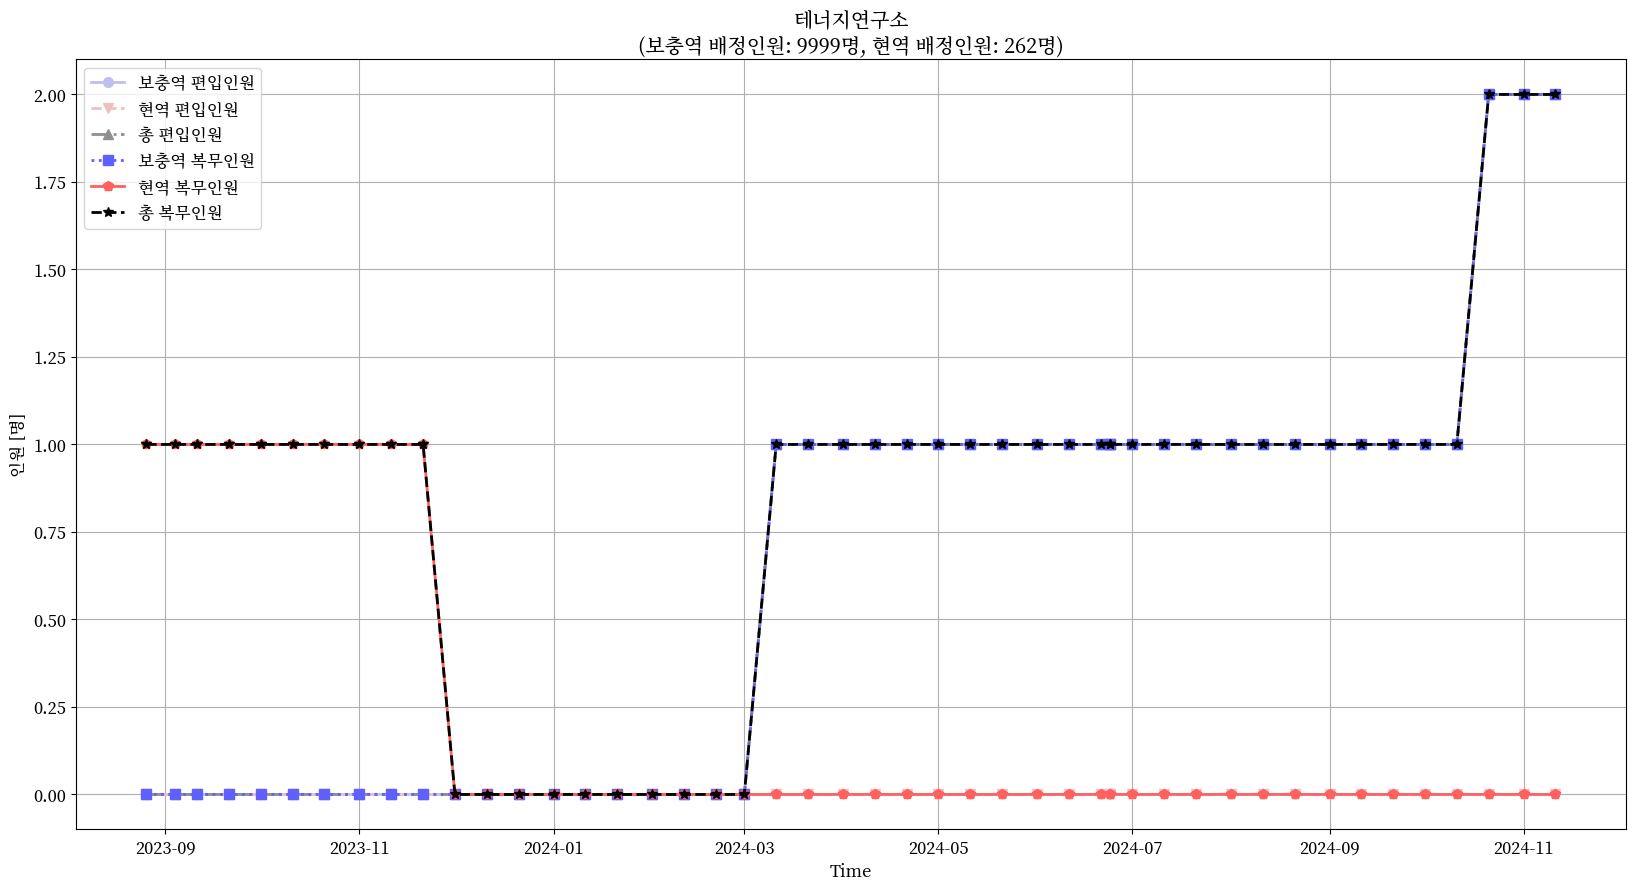 테너지연구소
(보충역 배정인원: 9999명, 현역 배정인원: 262명)
보충역 편입인원
현역 편입인원
총 편입인원
보충역 복무인원
현역 복무인원
총 복무인원
인원 [명]
2.00
1.75
1.50
1.25
1.00
0.75
0.50
0.25
0.00
2023-09
2023-11
2024-01
2024-03
2024-05
2024-07
2024-09
2024-11
Time